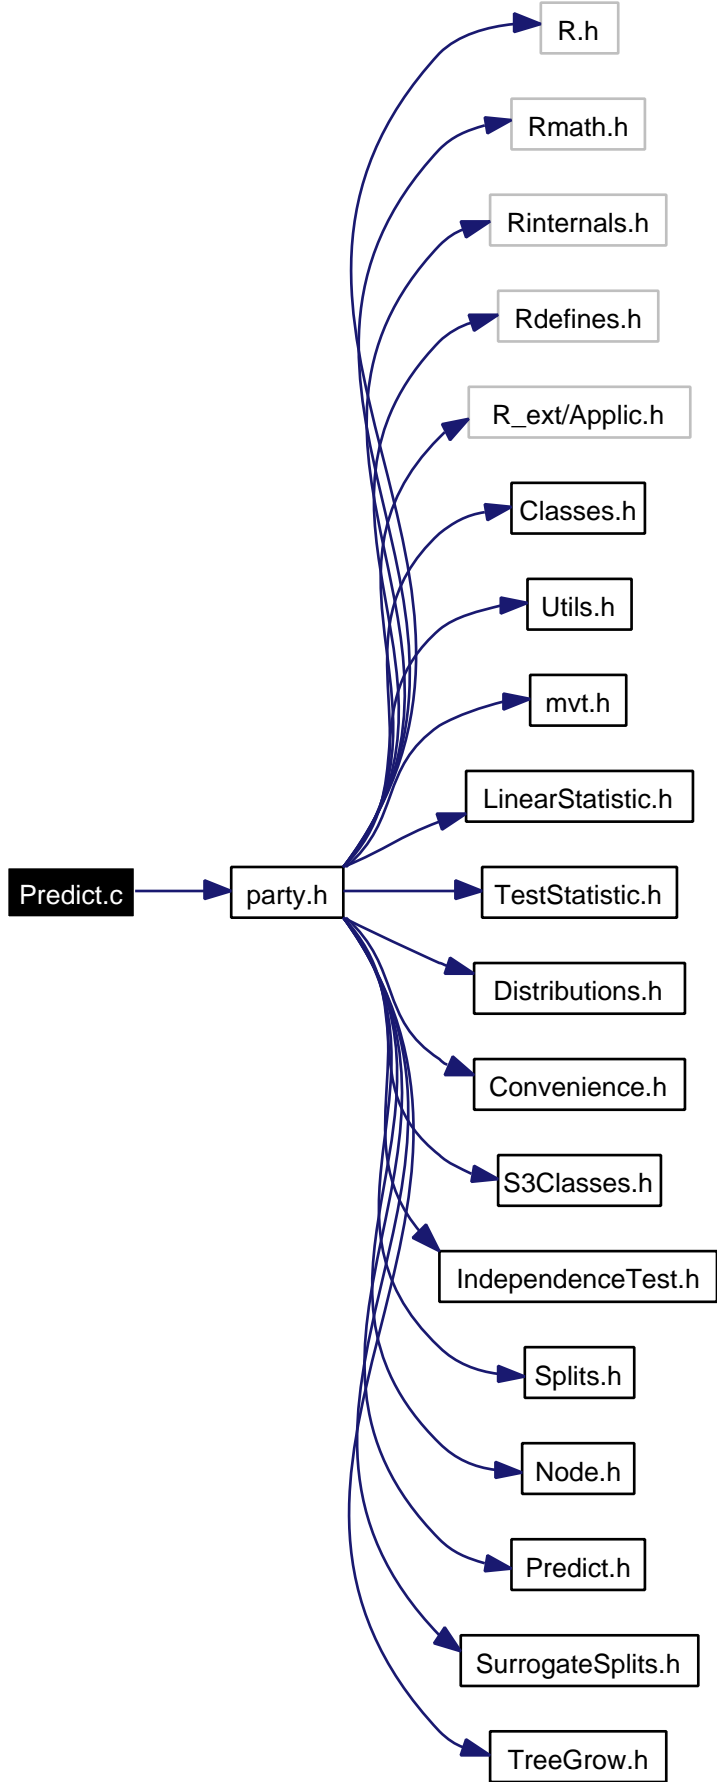 R.h
Rmath.h
Rinternals.h
Rdefines.h
R_ext/Applic.h
Classes.h
Utils.h
mvt.h
LinearStatistic.h
Predict.c
party.h
TestStatistic.h
Distributions.h
Convenience.h
S3Classes.h
IndependenceTest.h
Splits.h
Node.h
Predict.h
SurrogateSplits.h
TreeGrow.h